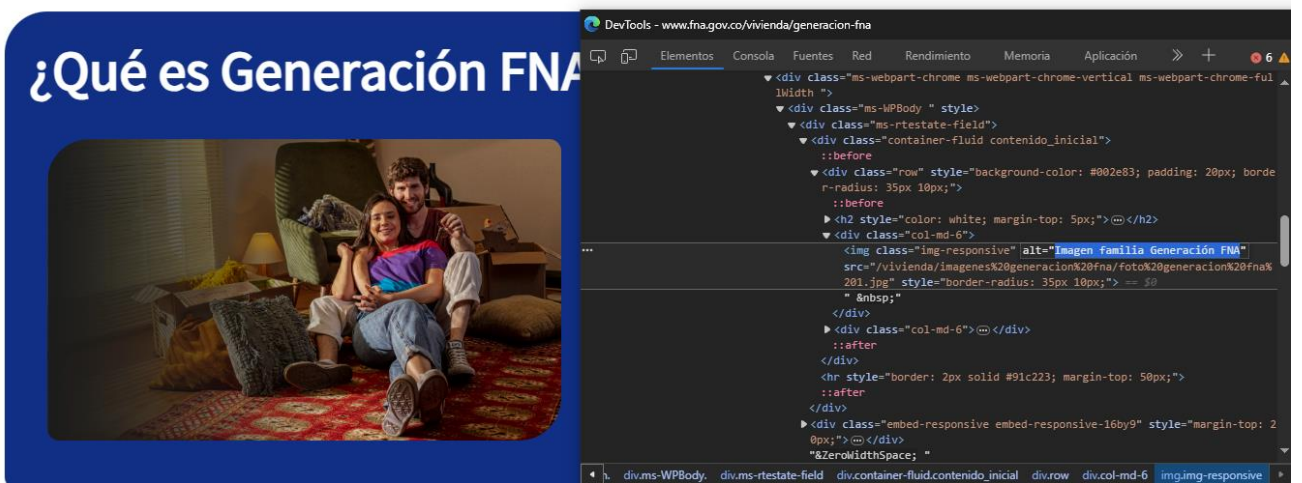 ¿Qué es Generación FNA
DevTools - www.fna.gov.co/vivienda/generacion-fna
Elementos Consola Fuentes Red Rendimiento Memoria Aplicación 6
▼<div class="ms-webpart-chrome ms-webpart-chrome-vertical ms-webpart-chrome-ful
lWidth ">
▼<div class="ms-WPBody " style>
▼<div class="ms-rtestate-field">
▼<div class="container-fluid contenido_inicial">
::before
▼<div class="row" style="background-color: #002e83; padding: 20px; borde
r-radius: 35px 10px;">
::before
▶<h2 style="color: white; margin-top: 5px;">…</h2>
▼<div class="col-md-6">
<img class="img-responsive" alt="Imagen familia Generación FNA"
src="/vivienda/imagenes%20generacion%20fna/foto%20generacion%20fna%
201.jpg" style="border-radius: 35px 10px;"> == $0
" &nbsp;"
</div>
▶<div class="col-md-6">…</div>
::after
</div>
<hr style="border: 2px solid #91c223; margin-top: 50px;">
::after
</div>
▶<div class="embed-responsive embed-responsive-16by9" style="margin-top: 2
0px;">…</div>
"&ZeroWidthSpace; "
div.ms-WPBody. div.ms-rtestate-field div.container-fluid.contenido_inicial div.row div.col-md-6 img.img-responsive